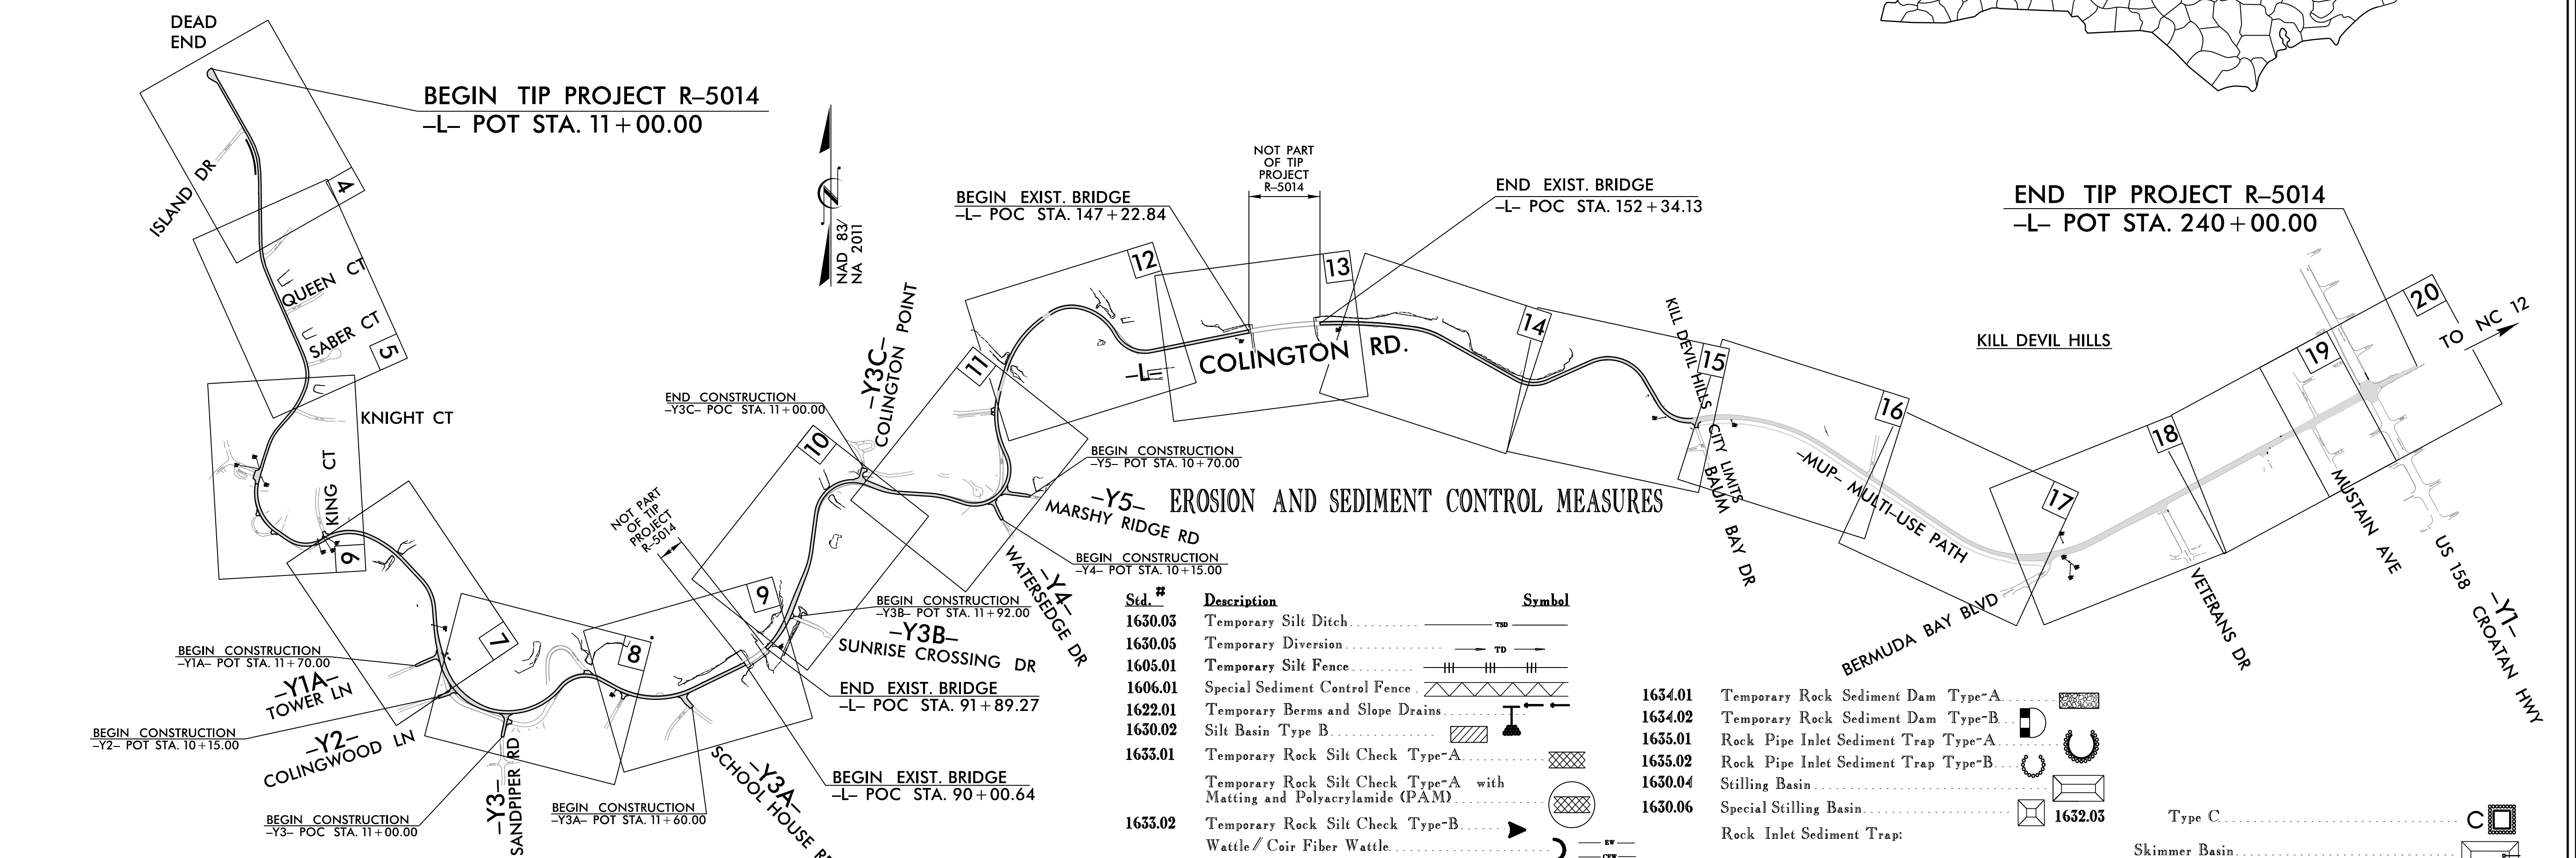 DEAD
END
BEGIN TIP PROJECT R–5014
–L– POT STA. 11+00.00
ISLAND DR
4
QUEEN CT
SABER CT
5
KNIGHT CT
KING CT
6
NAD 83/
NA 2011
BEGIN EXIST. BRIDGE
–L– POC STA. 147+22.84
NOT PART
OF TIP
PROJECT
R–5014
END EXIST. BRIDGE
–L– POC STA. 152+34.13
END TIP PROJECT R–5014
–L– POT STA. 240+00.00
12
13
14
15
16
17
18
19
20
TO NC 12
KILL DEVIL HILLS
KILL DEVIL HILLS
CITY LIMITS
BAUM BAY DR
–L–
COLINGTON RD.
–Y3C–
COLINGTON POINT
11
10
END CONSTRUCTION
–Y3C– POC STA. 11+00.00
BEGIN CONSTRUCTION
–Y5– POT STA. 10+70.00
–Y5–
MARSHY RIDGE RD
BEGIN CONSTRUCTION
–Y4– POT STA. 10+15.00
–Y4–
WATERSEDGE DR
–MUP– MULTI–USE PATH
BERMUDA BAY BLVD
VETERANS DR
MUSTAIN AVE
US 158
–Y1–
CROATAN HWY
NOT PART
OF TIP
PROJECT
R–5014
9
BEGIN CONSTRUCTION
–Y3B– POT STA. 11+92.00
–Y3B–
SUNRISE CROSSING DR
END EXIST. BRIDGE
–L– POC STA. 91+89.27
BEGIN EXIST. BRIDGE
–L– POC STA. 90+00.64
7
8
BEGIN CONSTRUCTION
–Y1A– POT STA. 11+70.00
–Y1A–
TOWER LN
BEGIN CONSTRUCTION
–Y2– POT STA. 10+15.00
–Y2–
COLINGWOOD LN
BEGIN CONSTRUCTION
–Y3– POC STA. 11+00.00
–Y3–
SANDPIPER RD
BEGIN CONSTRUCTION
–Y3A– POT STA. 11+60.00
–Y3A–
SCHOOL HOUSE
EROSION AND SEDIMENT CONTROL MEASURES
Std. # Description Symbol
1630.03 Temporary Silt Ditch TSD
1630.05 Temporary Diversion TD
1605.01 Temporary Silt Fence
1606.01 Special Sediment Control Fence
1622.01 Temporary Berms and Slope Drains
1630.02 Silt Basin Type B
1633.01 Temporary Rock Silt Check Type-A
Temporary Rock Silt Check Type-A with
Matting and Polyacrylamide (PAM)
1633.02 Temporary Rock Silt Check Type-B
Wattle / Coir Fiber Wattle EW
CFW
1634.01 Temporary Rock Sediment Dam Type-A
1634.02 Temporary Rock Sediment Dam Type-B
1635.01 Rock Pipe Inlet Sediment Trap Type-A
1635.02 Rock Pipe Inlet Sediment Trap Type-B
1630.04 Stilling Basin
1630.06 Special Stilling Basin
Rock Inlet Sediment Trap:
1632.03 Type C C
Skimmer Basin